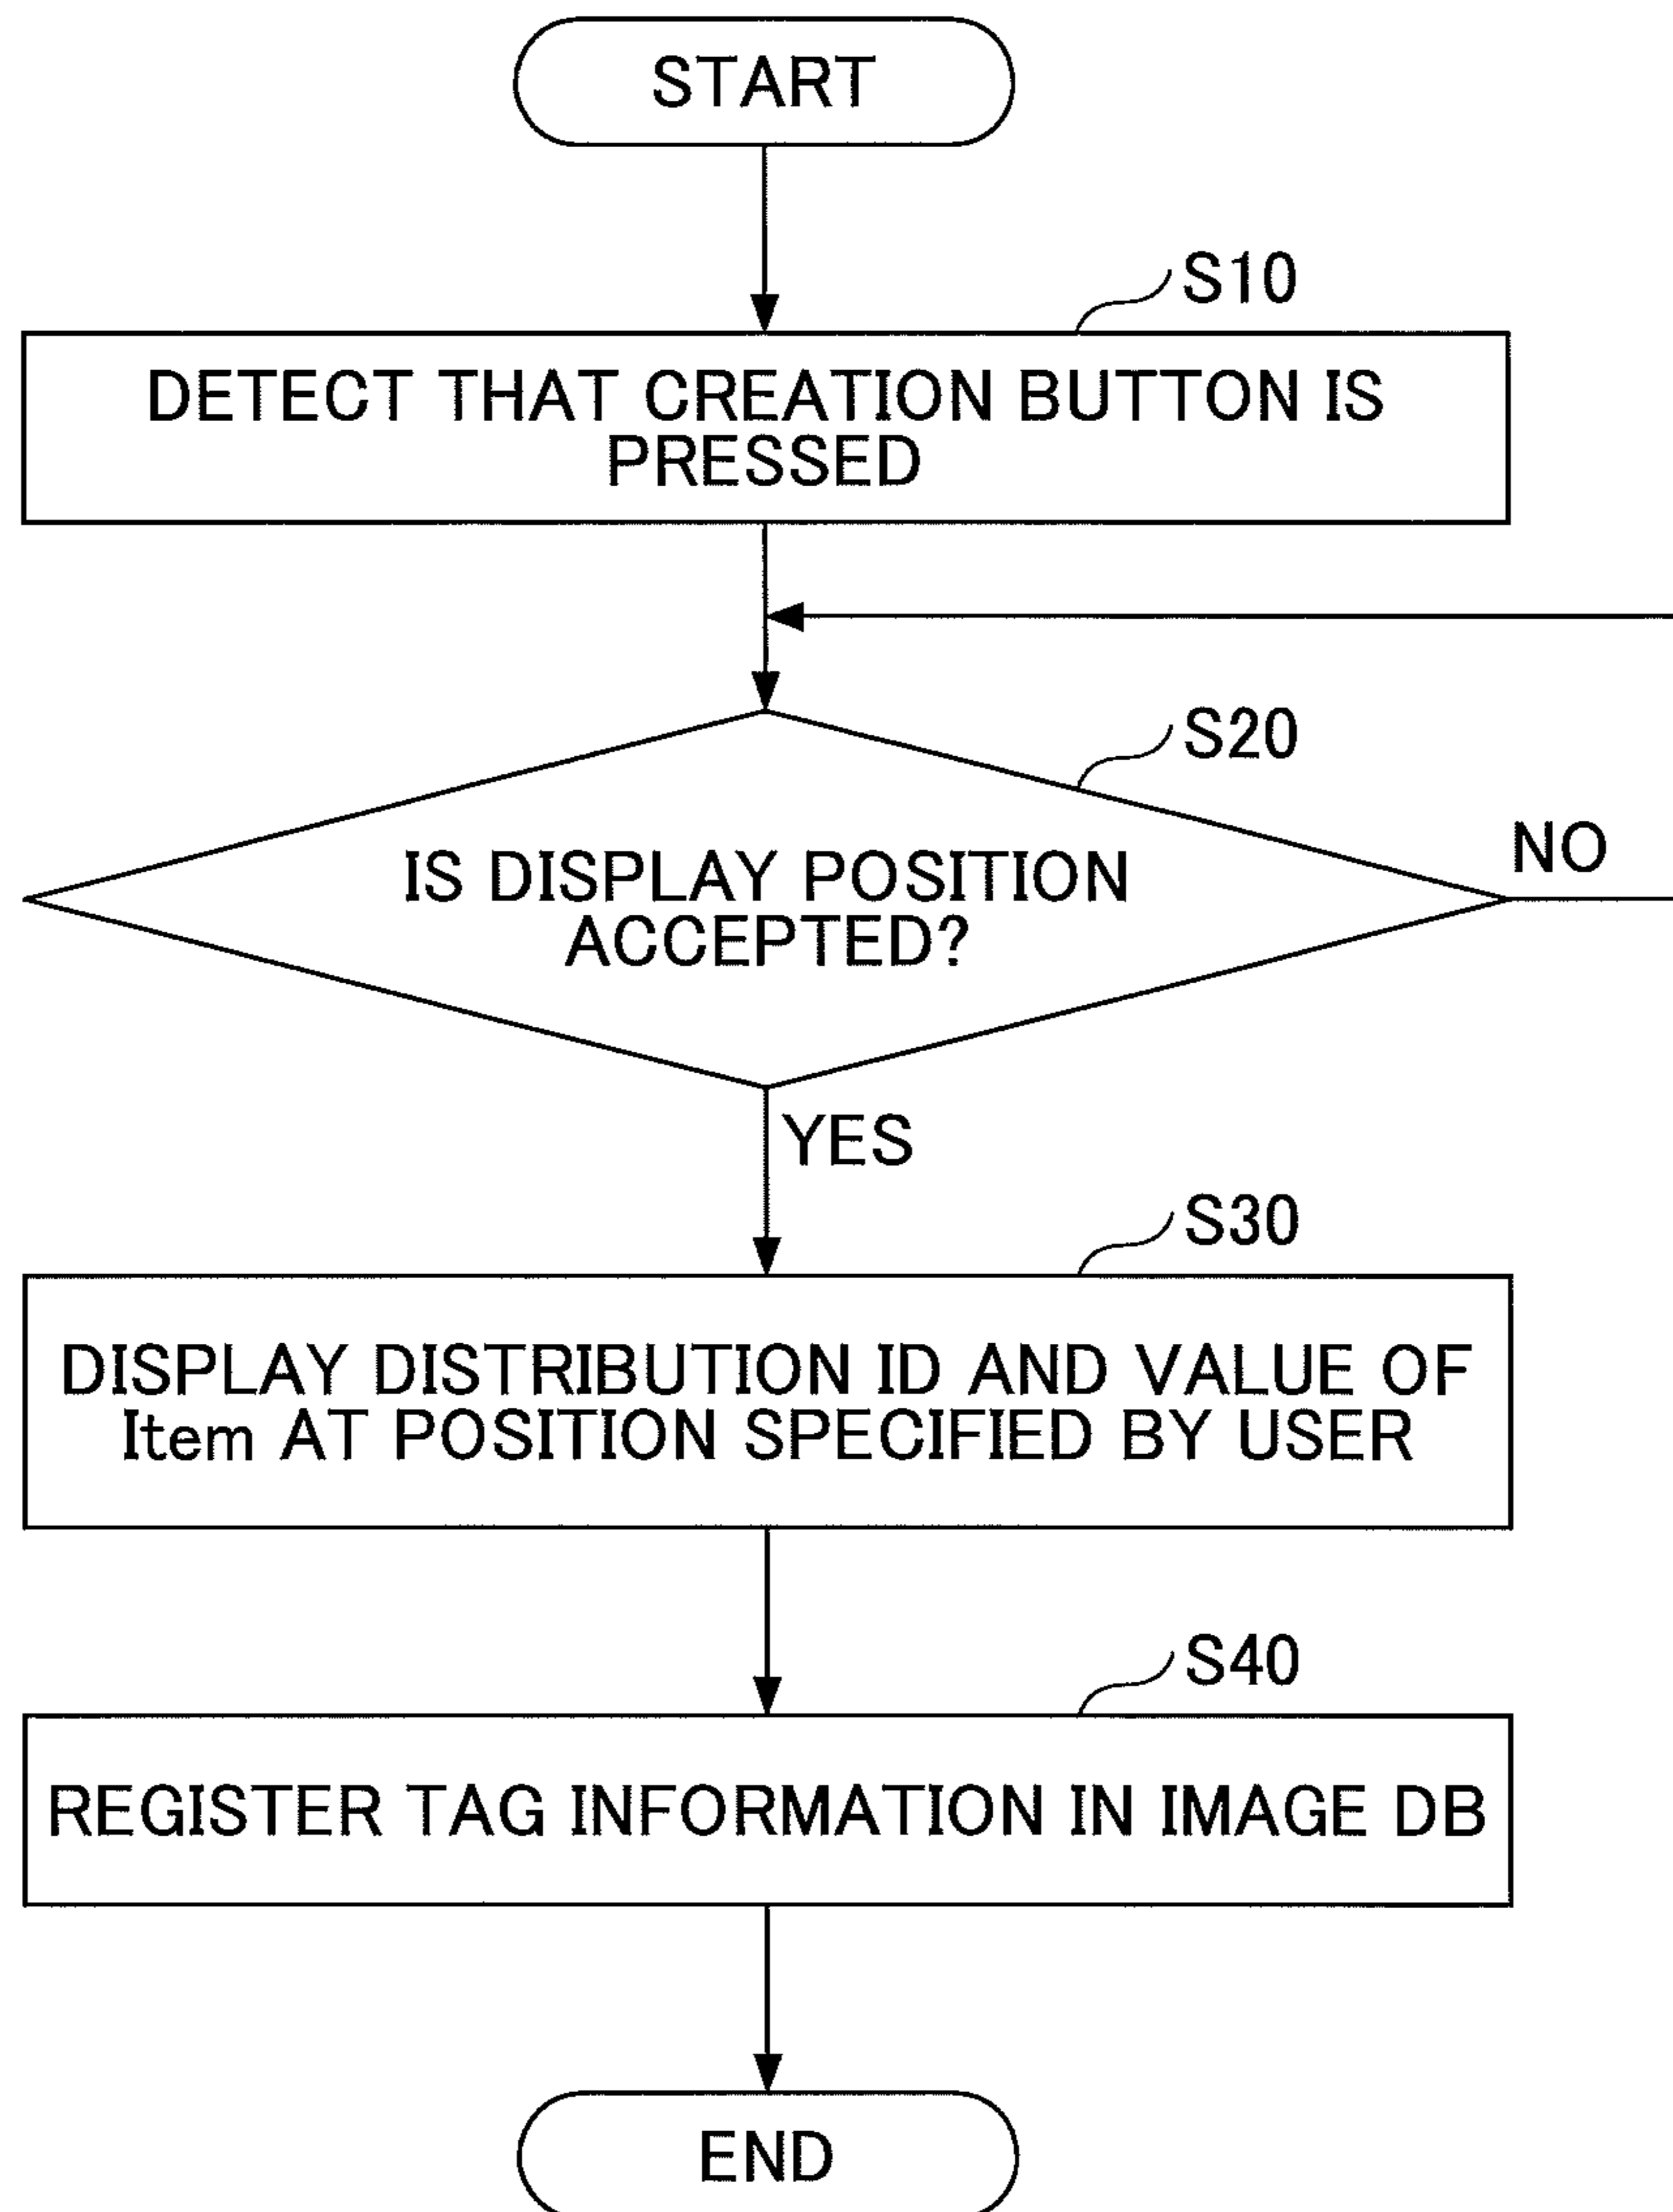 START
S10
DETECT THAT CREATION BUTTON IS
PRESSED
S20
IS DISPLAY POSITION
ACCEPTED?
NO
YES
S30
DISPLAY DISTRIBUTION ID AND VALUE OF
Item AT POSITION SPECIFIED BY USER
S40
REGISTER TAG INFORMATION IN IMAGE DB
END